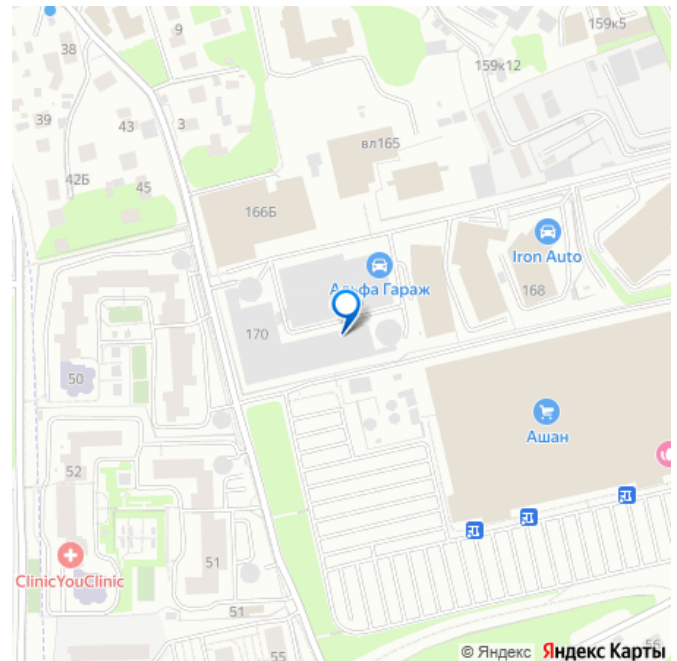 9
159к5
38
159к12
39
43
3
вл165
42Б
45
166Б
Iron Auto
Альфа Гараж
168
170
50
Ашан
52
ClinicYouClinic
51
51
55
56
© Яндекс Яндекс Карты